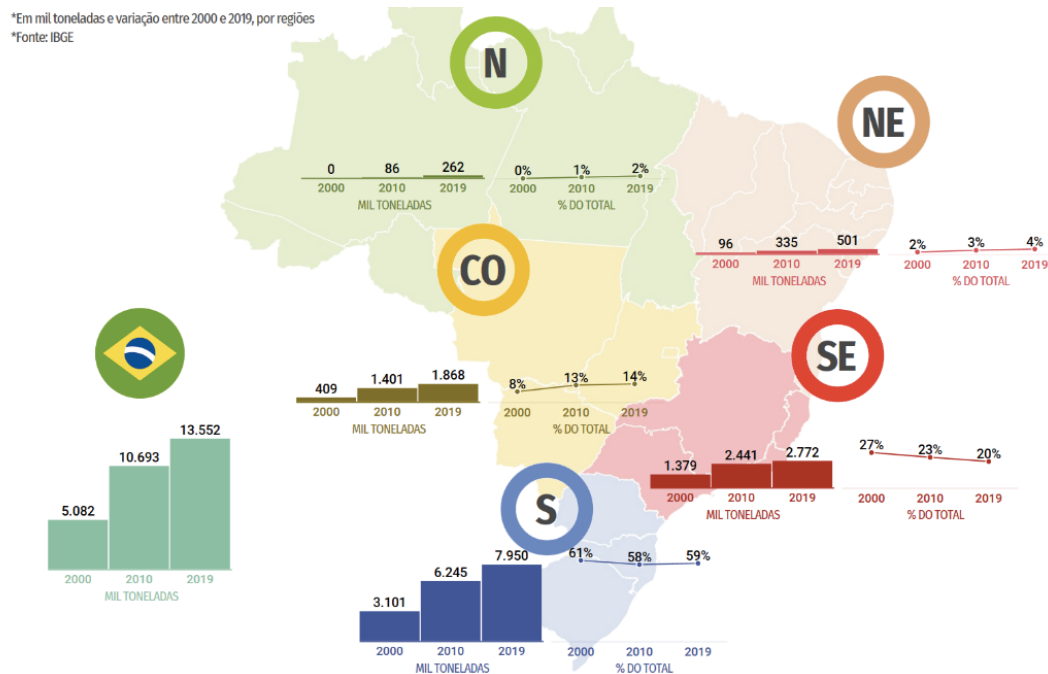 *Em mil toneladas e variação entre 2000 e 2019, por regiões
*Fonte: IBGE
N
0 86 262
2000 2010 2019
MIL TONELADAS
0% 1% 2%
2000 2010 2019
% DO TOTAL
NE
96 335 501
2000 2010 2019
MIL TONELADAS
2% 3% 4%
2000 2010 2019
% DO TOTAL
CO
409 1.401 1.868
2000 2010 2019
MIL TONELADAS
8% 13% 14%
2000 2010 2019
% DO TOTAL
SE
1.379 2.441 2.772
2000 2010 2019
MIL TONELADAS
27% 23% 20%
2000 2010 2019
% DO TOTAL
5.082 10.693 13.552
2000 2010 2019
MIL TONELADAS
S
3.101 6.245 7.950
2000 2010 2019
MIL TONELADAS
61% 58% 59%
2000 2010 2019
% DO TOTAL